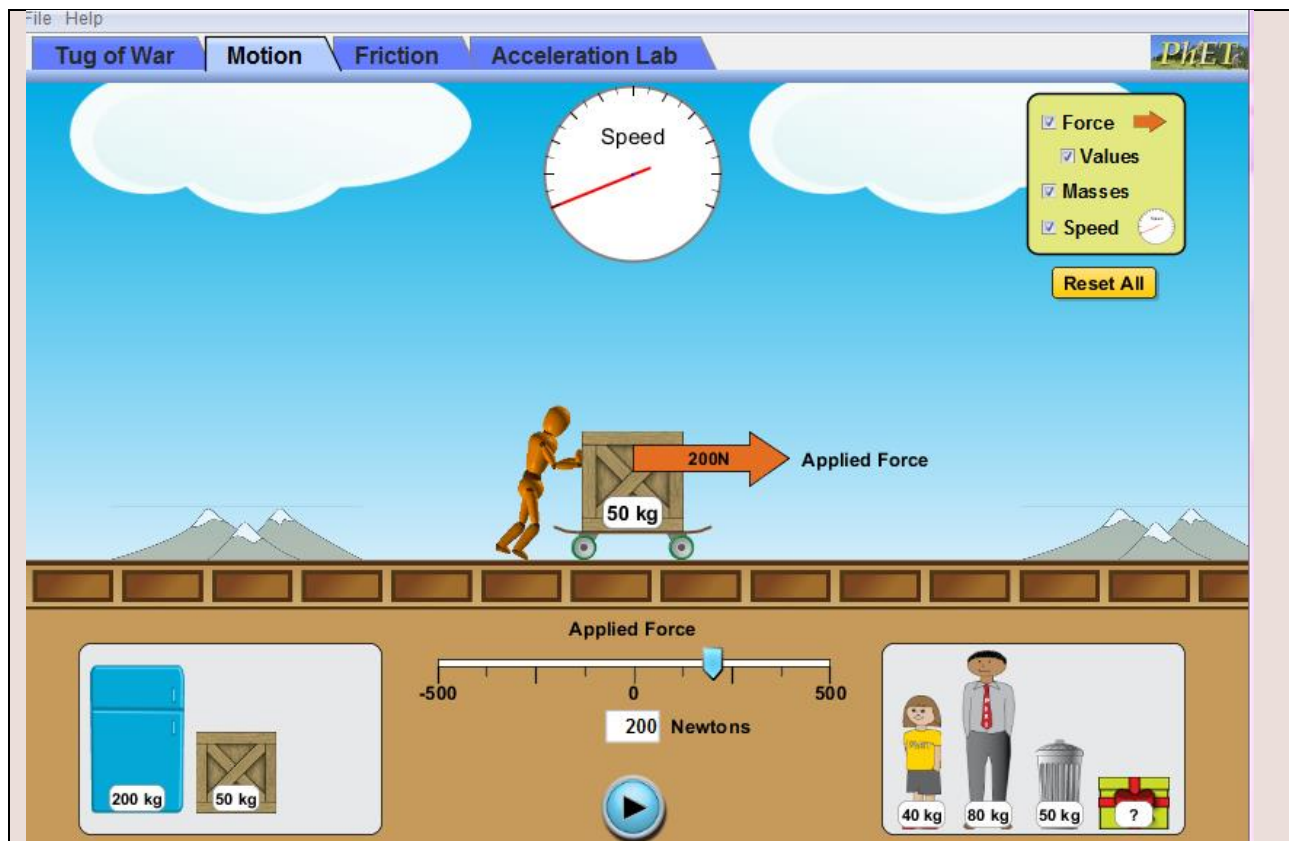 File Help
Tug of War Motion Friction Acceleration Lab
PhET
Speed
Force
Values
Masses
Speed
Reset All
200N
Applied Force
50 kg
Applied Force
-500 0 500
200 Newtons
200 kg
50 kg
40 kg
80 kg
50 kg
?